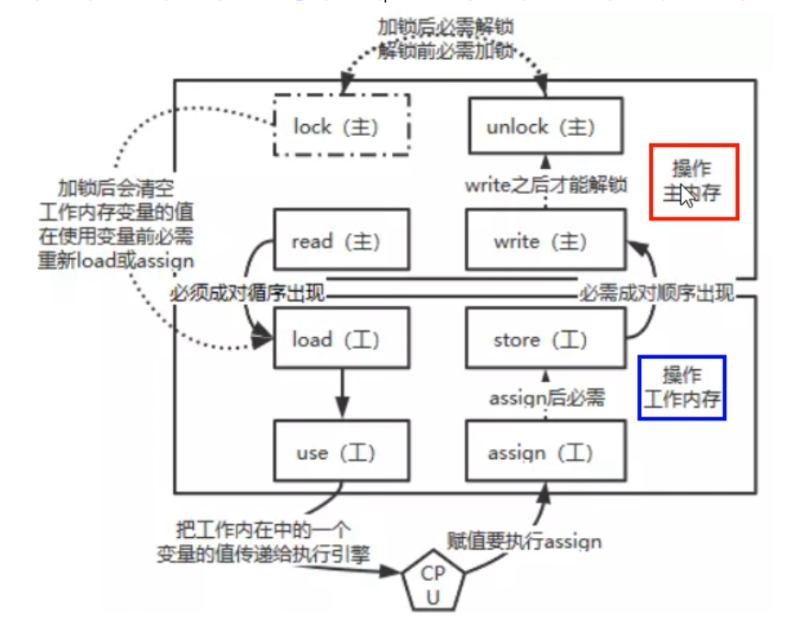 加锁后必需解锁
解锁前必需加锁
lock（主）
unlock（主）
操作
主内存
write之后才能解锁
加锁后会清空
工作内存变量的值
在使用变量前必需
重新load或assign
read（主）
write（主）
必须成对循序出现
必需成对顺序出现
load（工）
store（工）
操作
工作内存
assign后必需
use（工）
assign（工）
把工作内在中的一个
变量的值传递给执行引擎
赋值要执行assign
CP
U